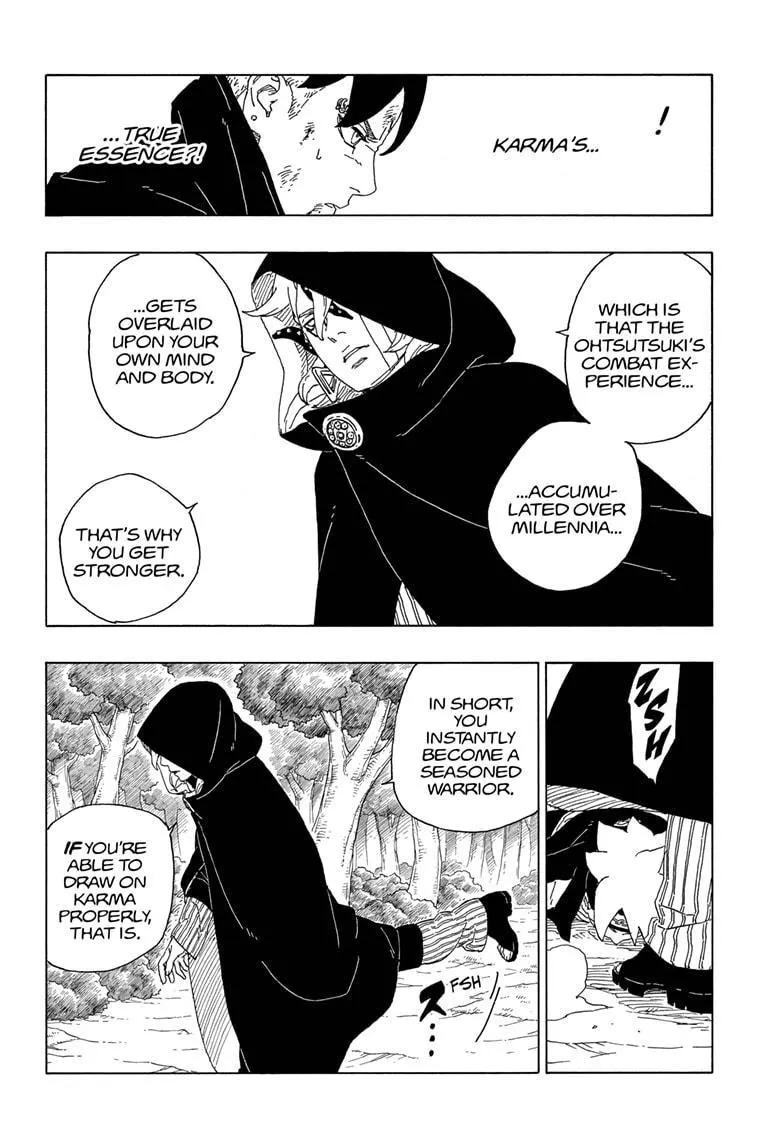 !
KARMA'S...
... TRUE
ESSENCE?!
WHICH IS
THAT THE
OHTSUTSUKI'S
COMBAT EX-
PERIENCE...
...ACCUMU-
LATED OVER
MILLENNIA...
...GETS
OVERLAID
UPON YOUR
OWN MIND
AND BODY.
THAT'S WHY
YOU GET
STRONGER.
ZSH
IN SHORT,
YOU
INSTANTLY
BECOME A
SEASONED
WARRIOR.
IF YOU'RE
ABLE TO
DRAW ON
KARMA
PROPERLY,
THAT IS.
ス...
FSH